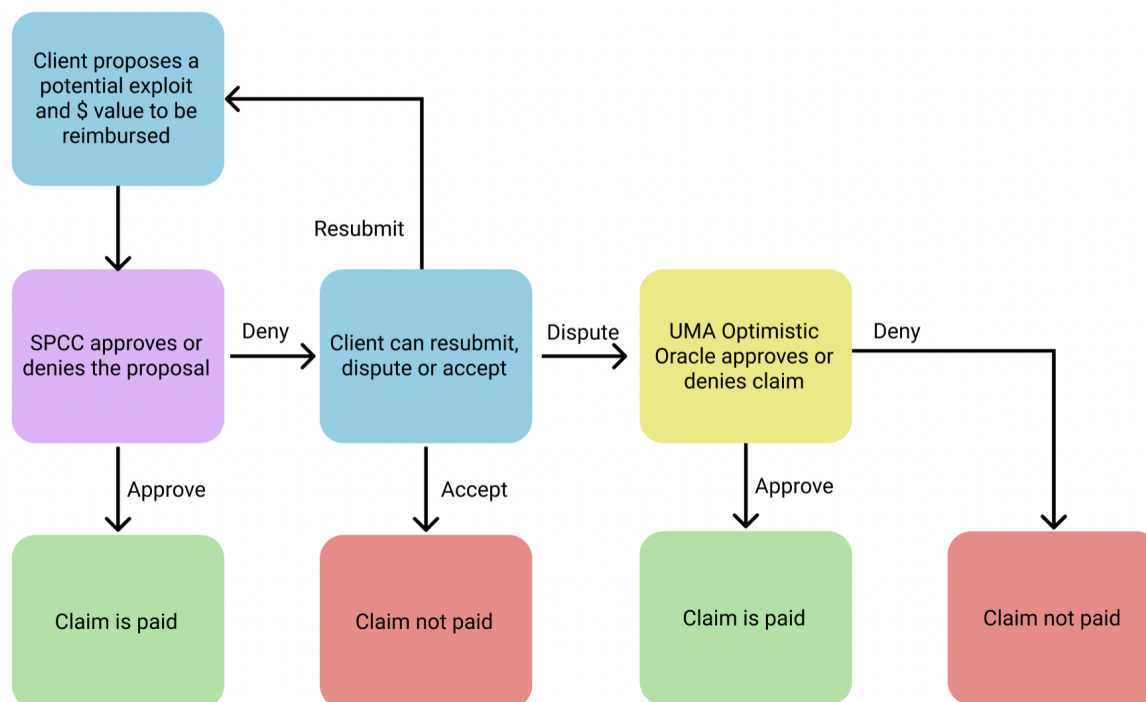 Client proposes a
potential exploit
and $ value to be
reimbursed
Resubmit
SPCC approves or
denies the proposal
Deny
Client can resubmit,
dispute or accept
Dispute
UMA Optimistic
Oracle approves or
denies claim
Deny
Approve
Accept
Approve
Claim is paid
Claim not paid
Claim is paid
Claim not paid